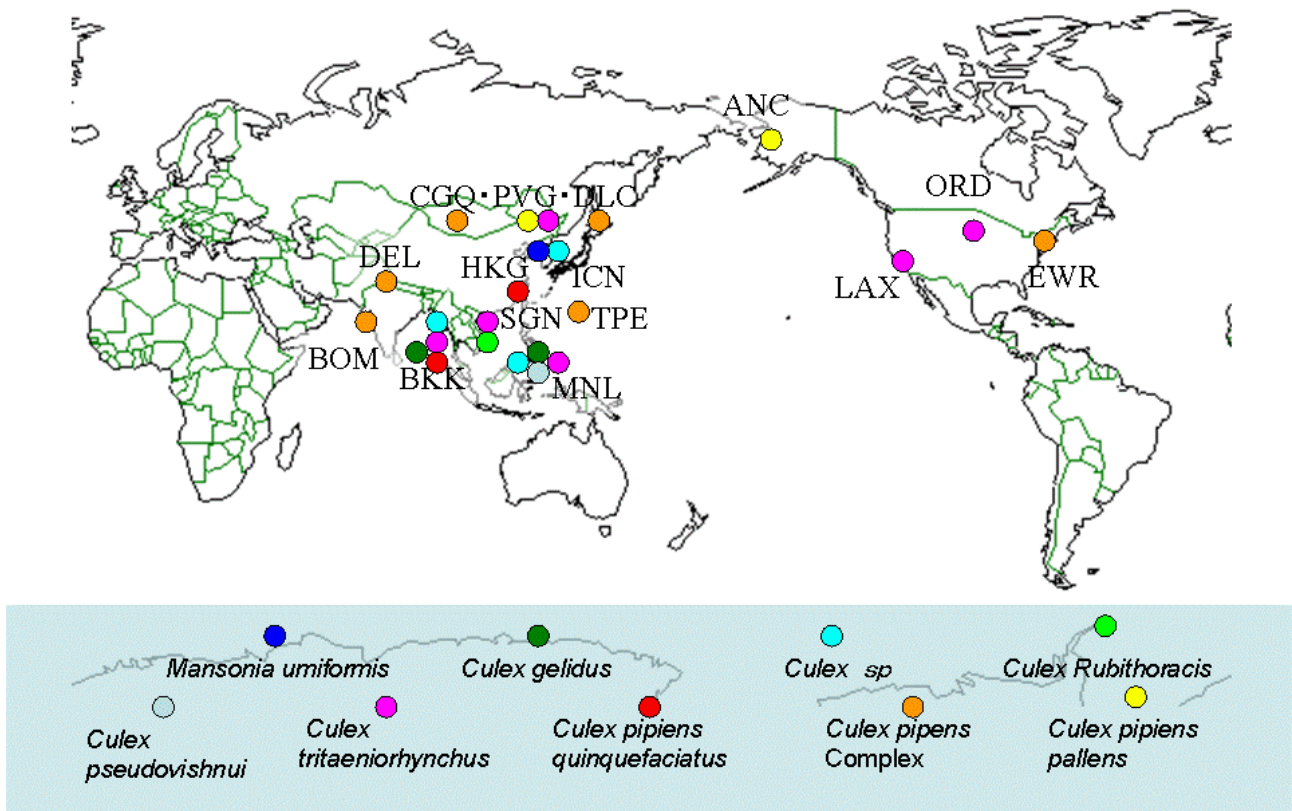 ANC
ORD
CGQ・PVG・DLC
DEL
HKG
ICN
LAX
EWR
SGN
TPE
BOM
BKK
MNL
Mansonia umiformis
Culex gelidus
Culex sp
Culex Rubithoracis
Culex
pseudovishnui
Culex
tritaeniorhynchus
Culex pipiens
quinquefaciatus
Culex pipens
Complex
Culex pipiens
pallens